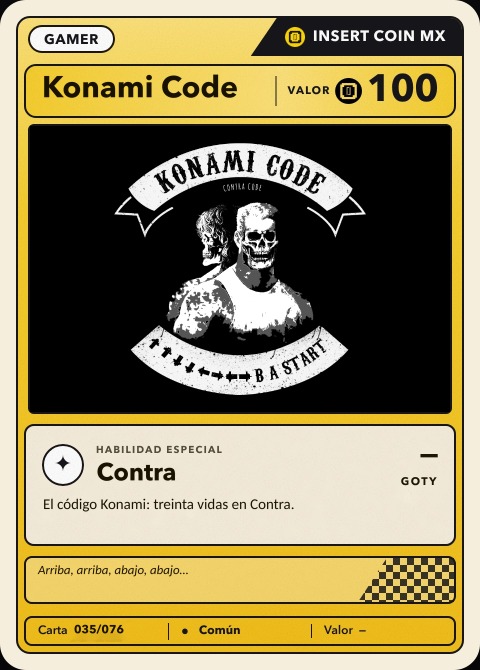 GAMER
INSERT COIN MX
Konami Code
VALOR 100
KONAMI CODE
CONTRA CODE
↑↑↓↓←→←→B A START
HABILIDAD ESPECIAL
Contra
—
GOTY
El código Konami: treinta vidas en Contra.
Arriba, arriba, abajo, abajo...
Carta 035/076
● Común
Valor —